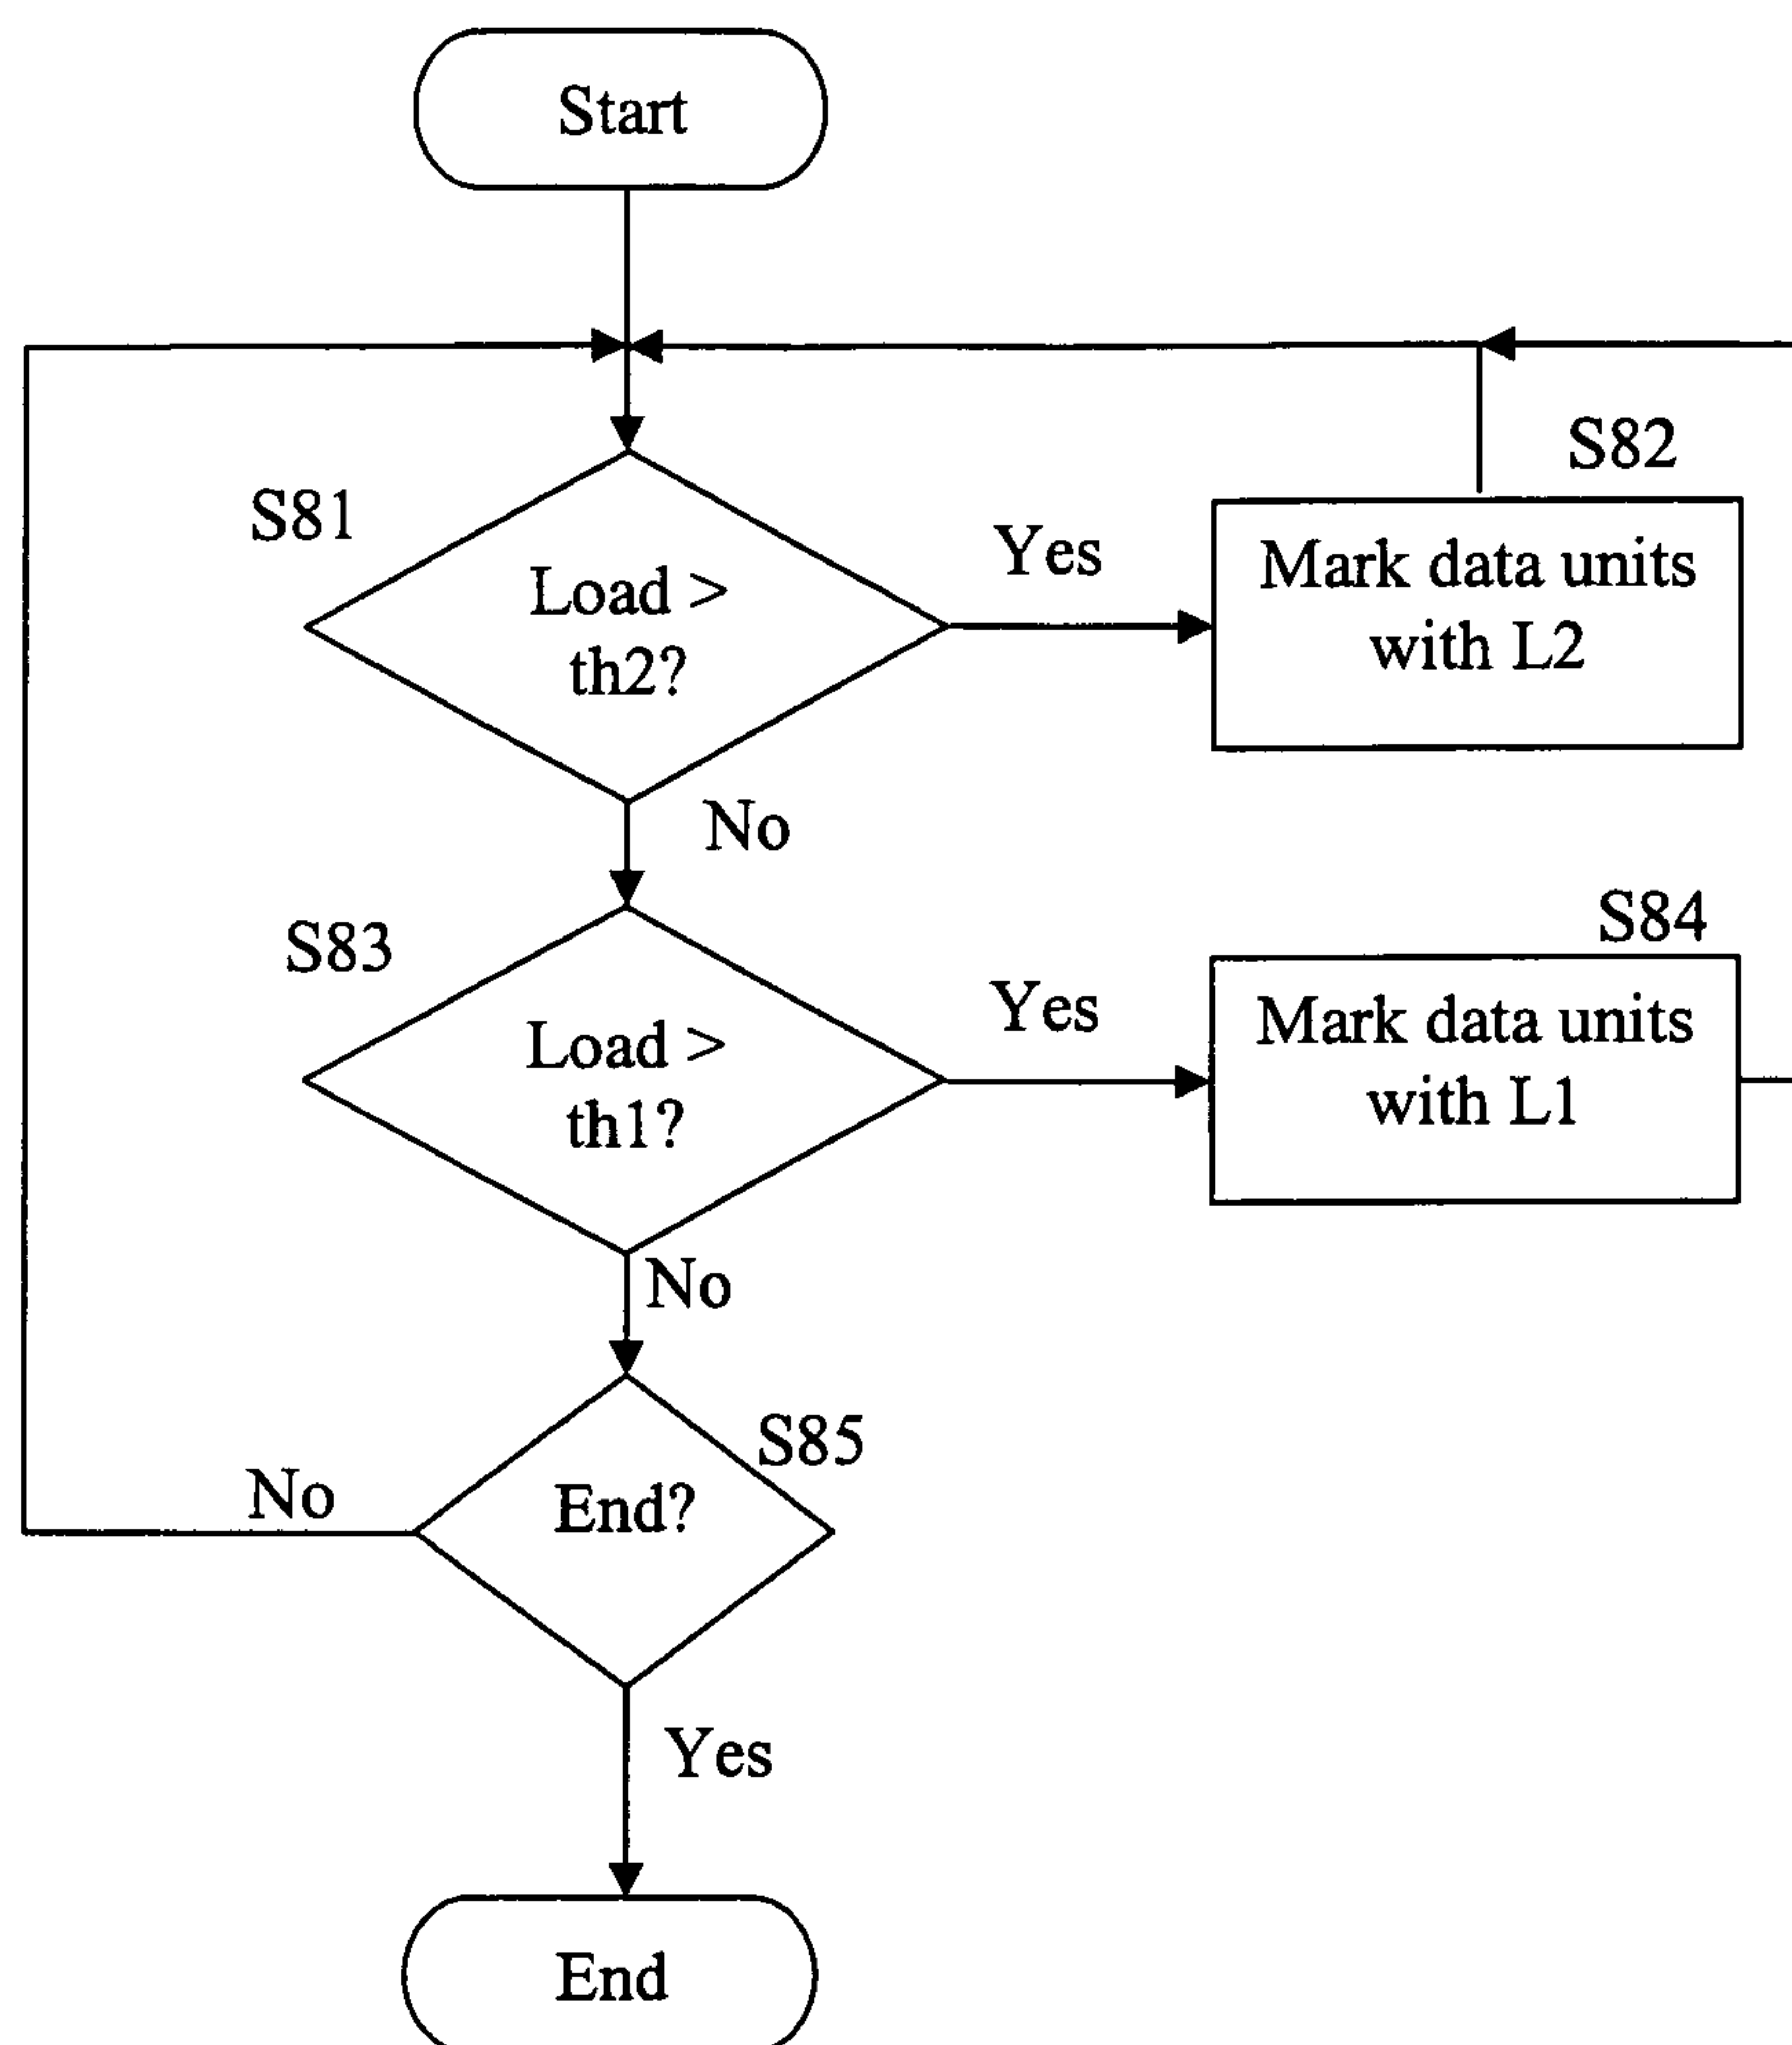 Start
S81
Load >
th2?
Yes
S82
Mark data units
with L2
No
S83
Load >
th1?
Yes
S84
Mark data units
with L1
No
S85
End?
No
Yes
End